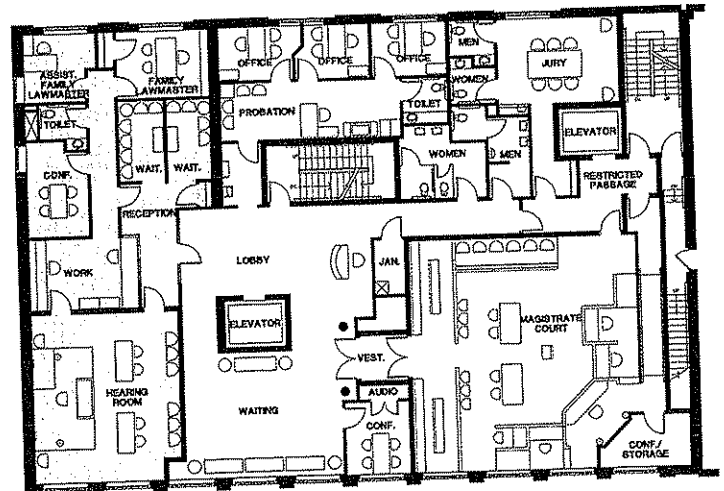 ASSIST.
FAMILY
LAWMASTER
FAMILY
LAWMASTER
OFFICE
OFFICE
OFFICE
MEN
WOMEN
JURY
TOILET
PROBATION
TOILET
ELEVATOR
WAIT.
WAIT.
CONF.
WOMEN
MEN
RESTRICTED
PASSAGE
RECEPTION
WORK
LOBBY
JAN.
ELEVATOR
MAGISTRATE
COURT
VEST.
HEARING
ROOM
WAITING
AUDIO
CONF.
CONF./
STORAGE